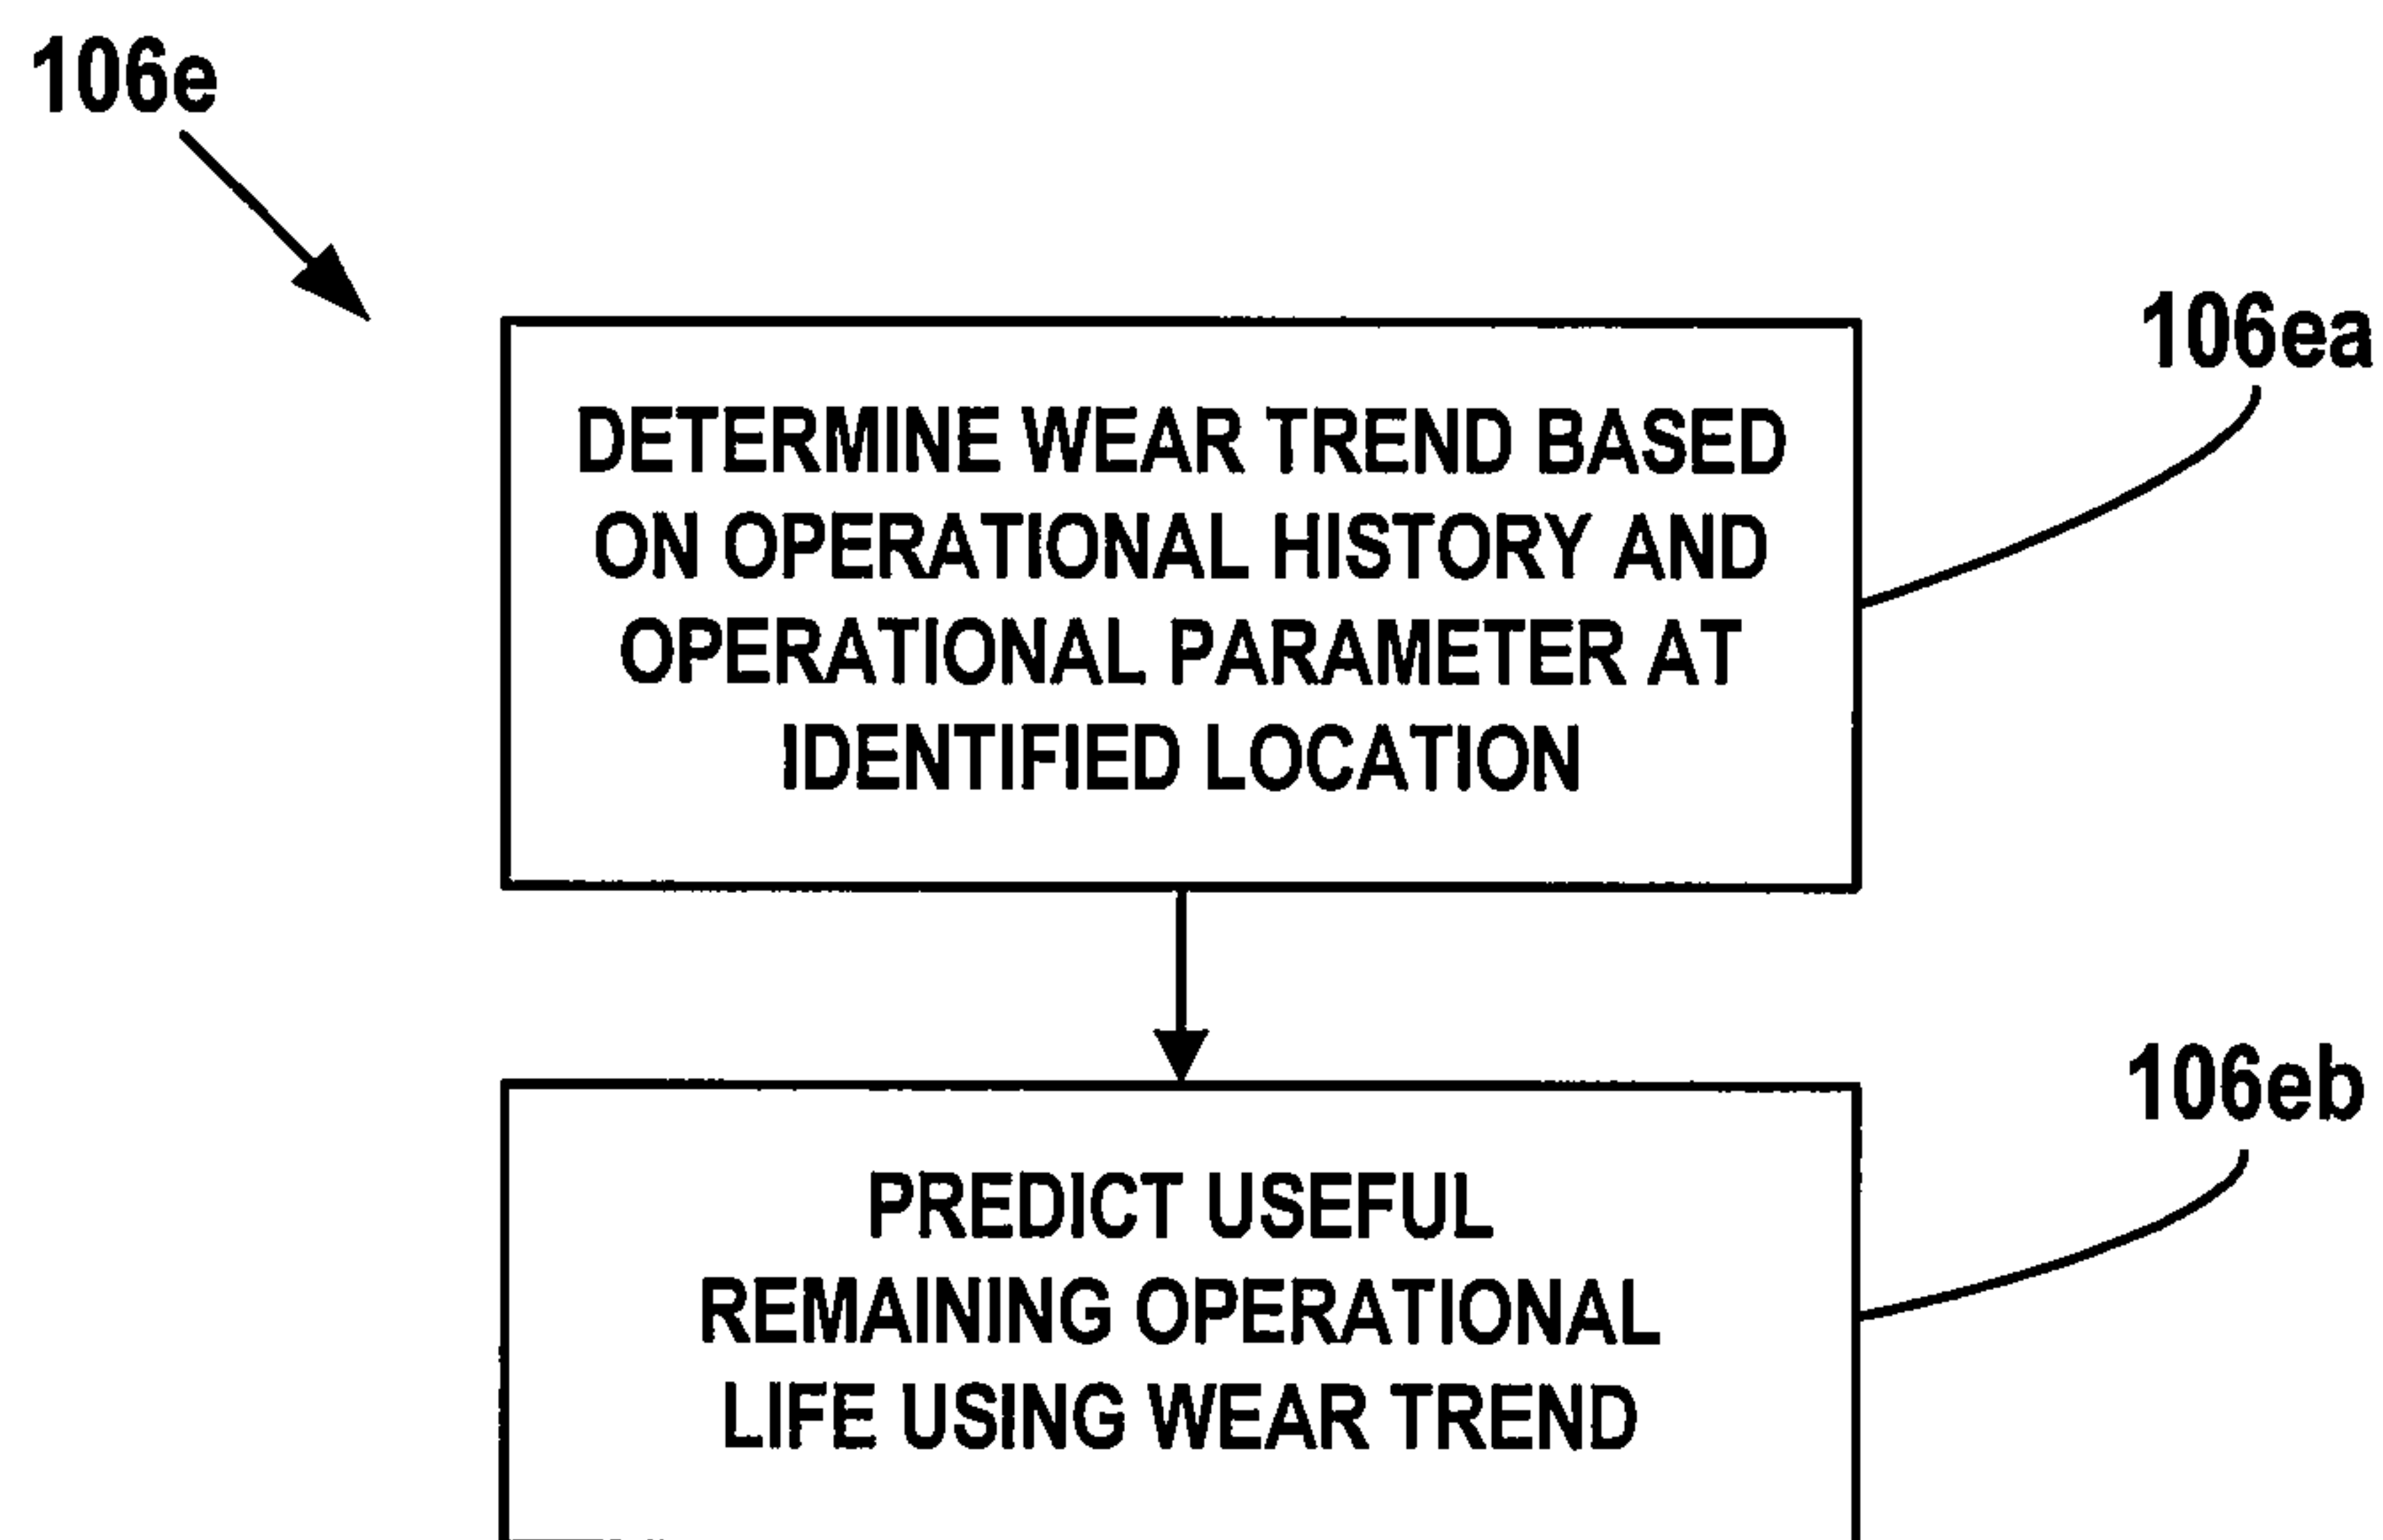 106e
106ea
DETERMINE WEAR TREND BASED
ON OPERATIONAL HISTORY AND
OPERATIONAL PARAMETER AT
IDENTIFIED LOCATION
106eb
PREDICT USEFUL
REMAINING OPERATIONAL
LIFE USING WEAR TREND